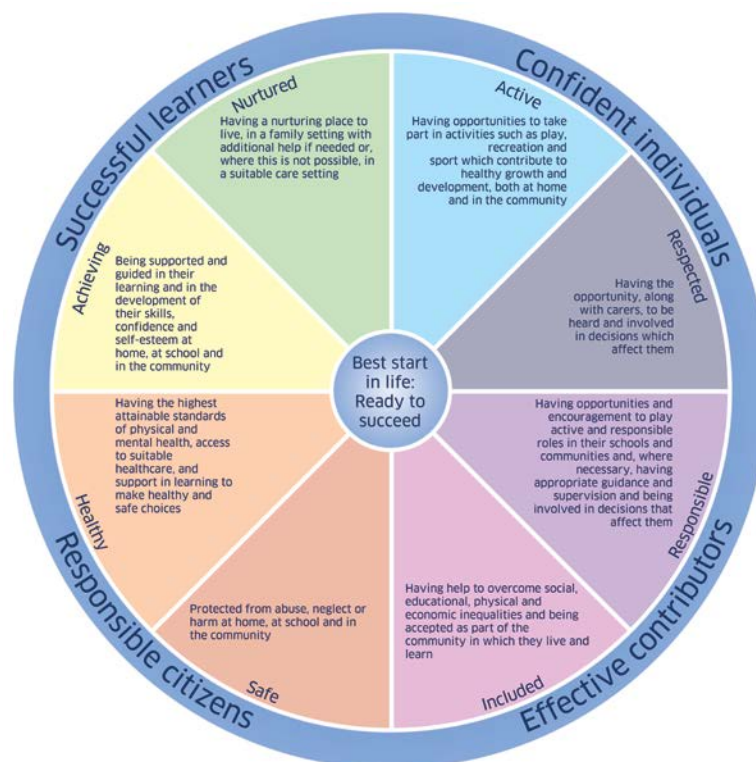 Successful learners
Confident individuals
Nurtured
Having a nurturing place to
live, in a family setting with
additional help if needed or,
where this is not possible, in
a suitable care setting
Active
Having opportunities to take
part in activities such as play,
recreation and
sport which contribute to
healthy growth and
development, both at home
and in the community
Achieving
Being supported and
guided in their
learning and in the
development of
their skills,
confidence and
self-esteem at
home, at school and
in the community
Respected
Having the
opportunity, along
with carers, to be
heard and involved
in decisions which
affect them
Best start
in life:
Ready to
succeed
Healthy
Having the highest
attainable standards
of physical and
mental health, access
to suitable
healthcare, and
support in learning to
make healthy and
safe choices
Responsible
Having opportunities and
encouragement to play
active and responsible
roles in their schools and
communities and, where
necessary, having
appropriate guidance and
supervision and being
involved in decisions that
affect them
Protected from abuse, neglect or
harm at home, at school and in
the community
Safe
Having help to overcome social,
educational, physical and
economic inequalities and being
accepted as part of the
community in which they live and
learn
Included
Responsible citizens
Effective contributors